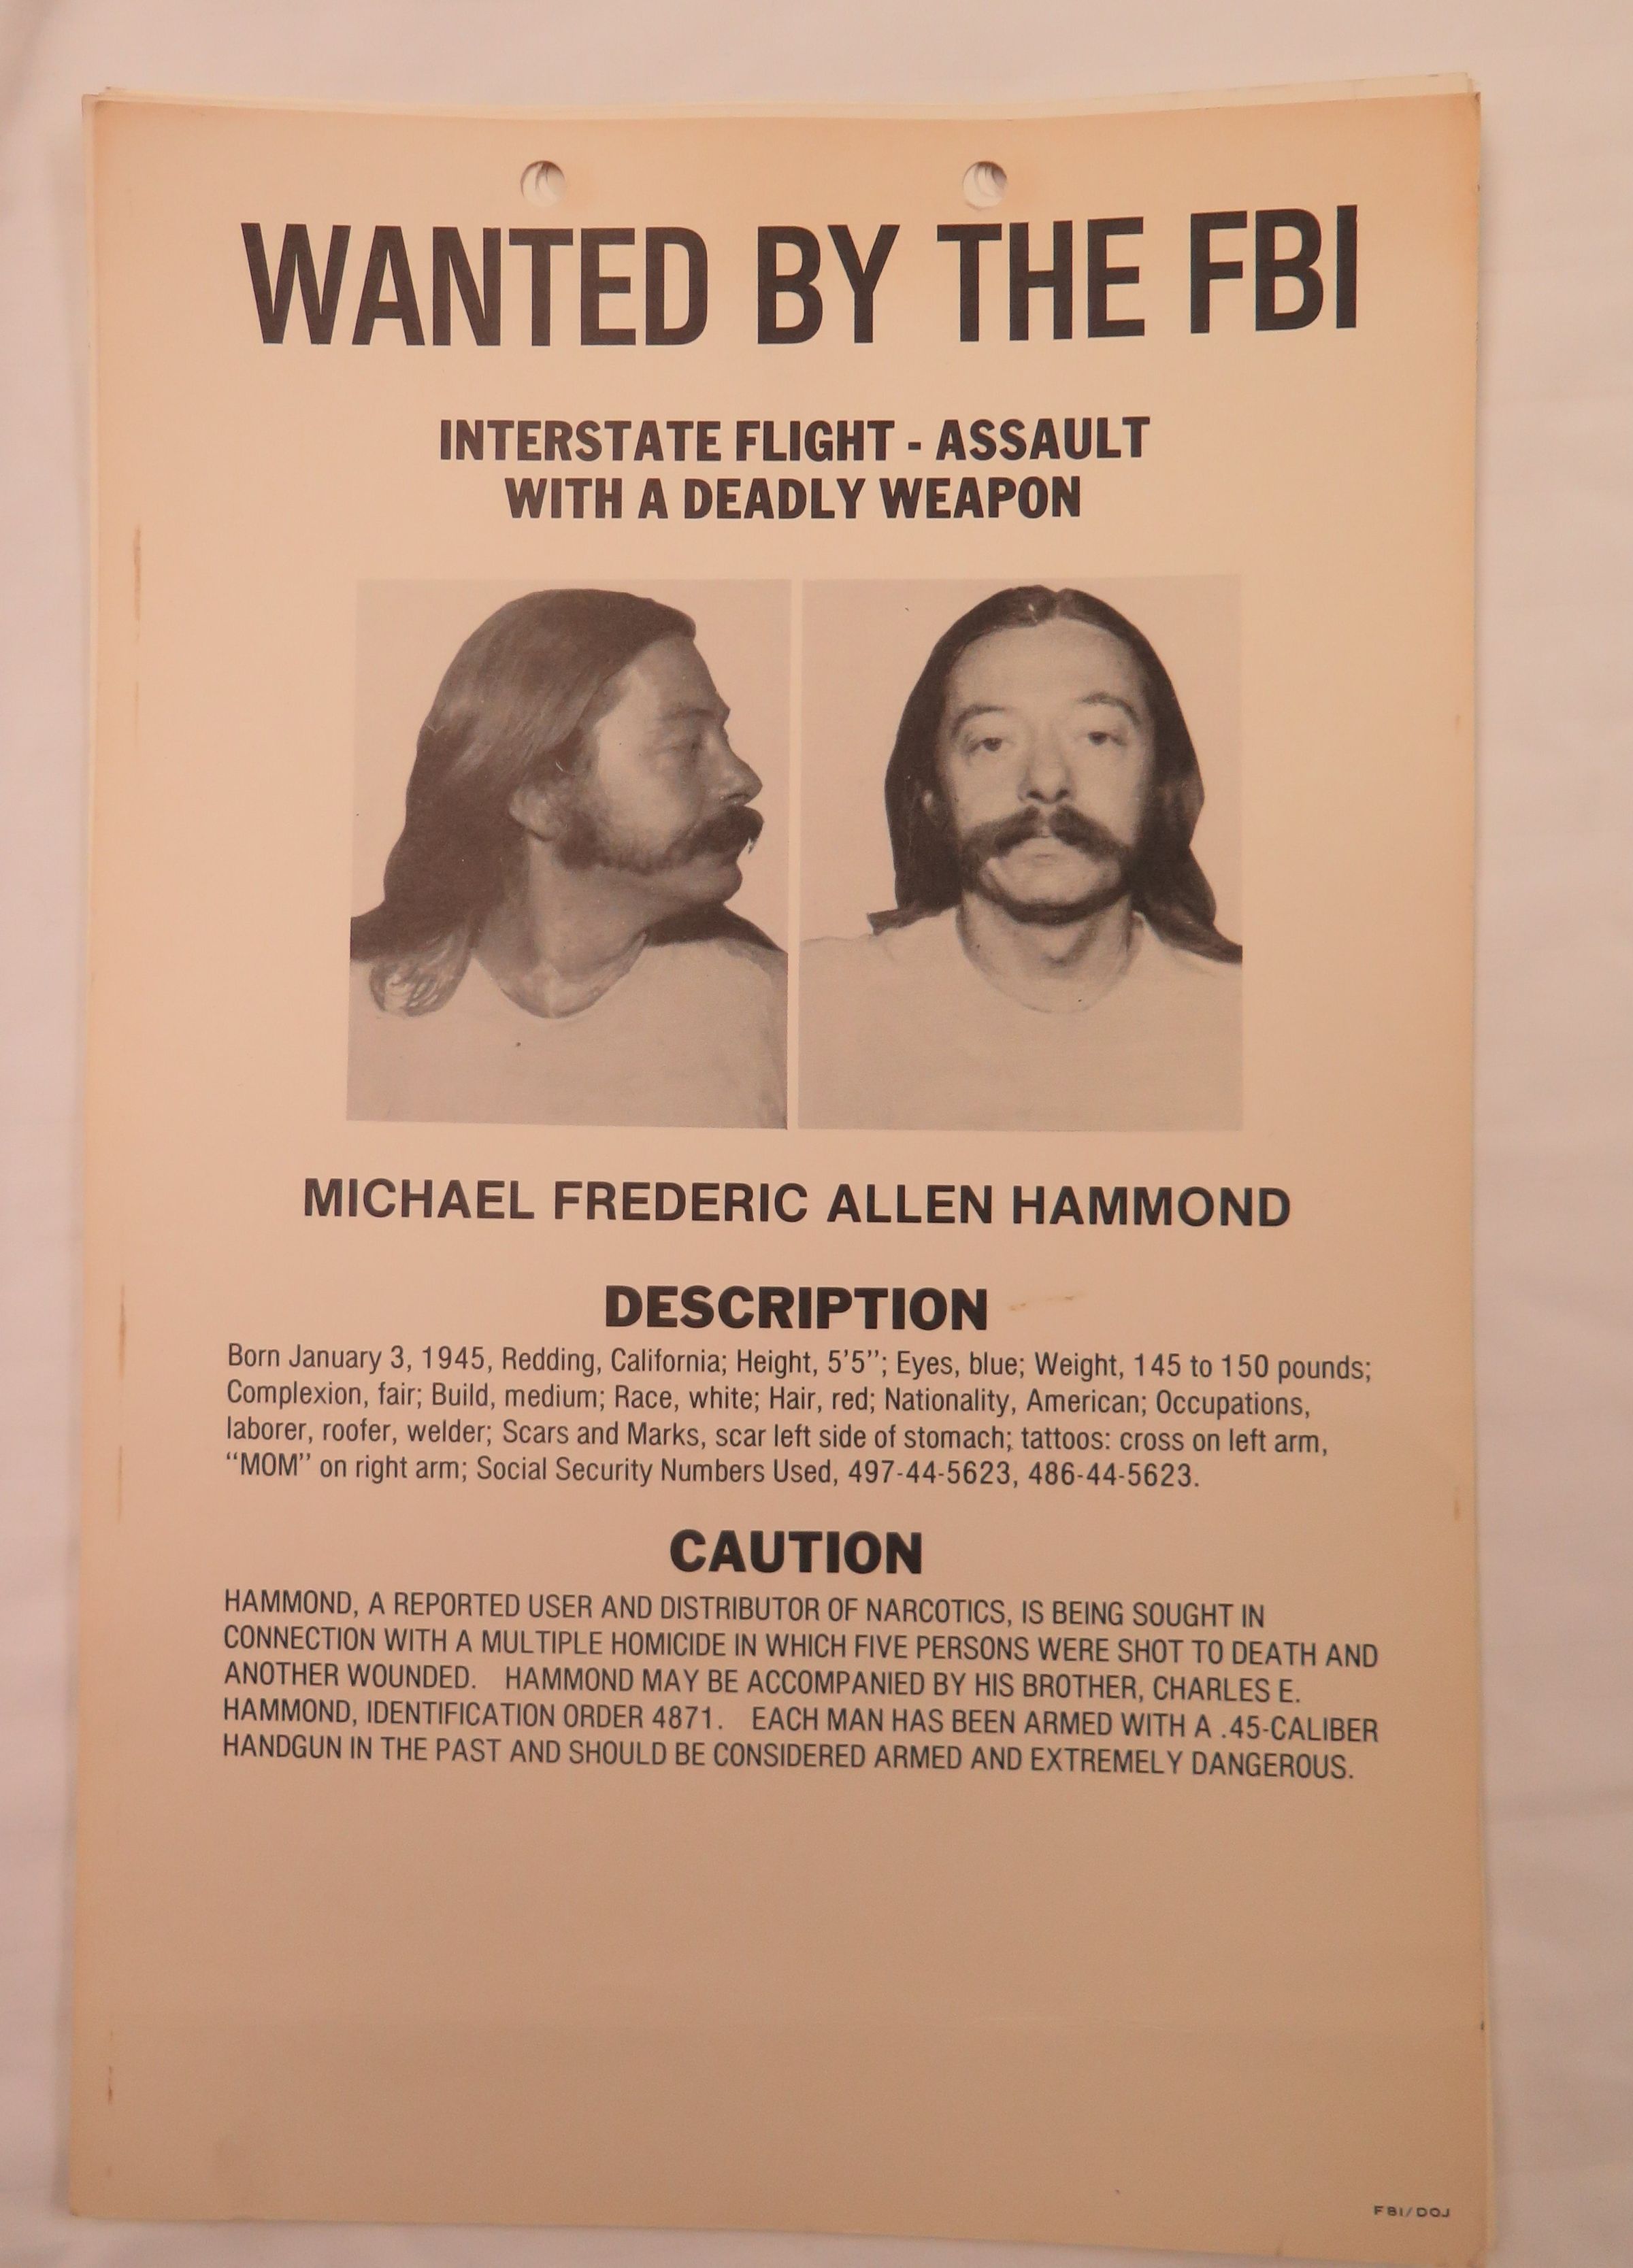 WANTED BY THE FBI
INTERSTATE FLIGHT - ASSAULT
WITH A DEADLY WEAPON
MICHAEL FREDERIC ALLEN HAMMOND
DESCRIPTION
Born January 3, 1945, Redding, California; Height, 5'5"; Eyes, blue; Weight, 145 to 150 pounds;
Complexion, fair; Build, medium; Race, white; Hair, red; Nationality, American; Occupations,
laborer, roofer, welder; Scars and Marks, scar left side of stomach; tattoos: cross on left arm,
"MOM" on right arm; Social Security Numbers Used, 497-44-5623, 486-44-5623.
CAUTION
HAMMOND, A REPORTED USER AND DISTRIBUTOR OF NARCOTICS, IS BEING SOUGHT IN
CONNECTION WITH A MULTIPLE HOMICIDE IN WHICH FIVE PERSONS WERE SHOT TO DEATH AND
ANOTHER WOUNDED. HAMMOND MAY BE ACCOMPANIED BY HIS BROTHER, CHARLES E.
HAMMOND, IDENTIFICATION ORDER 4871. EACH MAN HAS BEEN ARMED WITH A .45-CALIBER
HANDGUN IN THE PAST AND SHOULD BE CONSIDERED ARMED AND EXTREMELY DANGEROUS.
FBI/DOJ